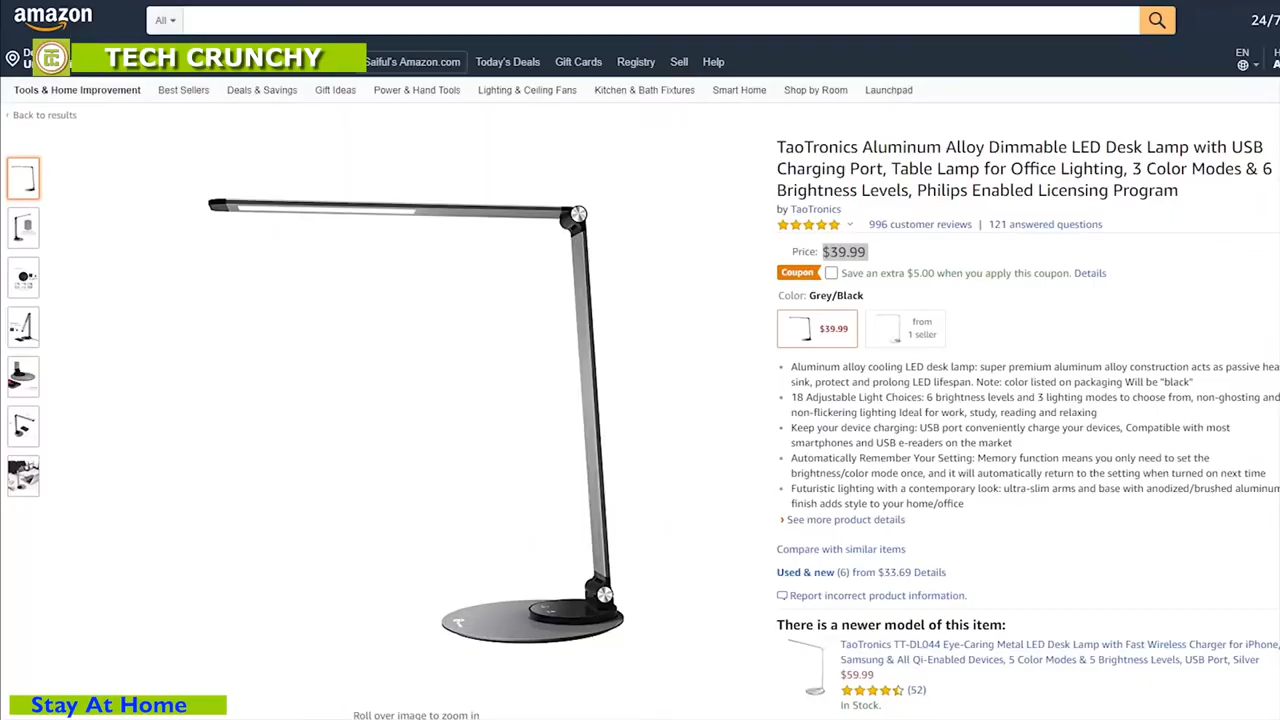 amazon
All
24/7
TECH CRUNCHY
Saiful's Amazon.com
Today's Deals
Gift Cards
Registry
Sell
Help
EN
Tools & Home Improvement
Best Sellers
Deals & Savings
Gift Ideas
Power & Hand Tools
Lighting & Ceiling Fans
Kitchen & Bath Fixtures
Smart Home
Shop by Room
Launchpad
‹ Back to results
TaoTronics Aluminum Alloy Dimmable LED Desk Lamp with USB
Charging Port, Table Lamp for Office Lighting, 3 Color Modes & 6
Brightness Levels, Philips Enabled Licensing Program
by TaoTronics
996 customer reviews | 121 answered questions
Price: $39.99
Coupon Save an extra $5.00 when you apply this coupon. Details
Color: Grey/Black
$39.99
from
1 seller
• Aluminum alloy cooling LED desk lamp: super premium aluminum alloy construction acts as passive hea
sink, protect and prolong LED lifespan. Note: color listed on packaging Will be "black"
• 18 Adjustable Light Choices: 6 brightness levels and 3 lighting modes to choose from, non-ghosting and
non-flickering lighting Ideal for work, study, reading and relaxing
• Keep your device charging: USB port conveniently charge your devices, Compatible with most
smartphones and USB e-readers on the market
• Automatically Remember Your Setting: Memory function means you only need to set the
brightness/color mode once, and it will automatically return to the setting when turned on next time
• Futuristic lighting with a contemporary look: ultra-slim arms and base with anodized/brushed aluminum
finish adds style to your home/office
› See more product details
Compare with similar items
Used & new (6) from $33.69 Details
Report incorrect product information.
There is a newer model of this item:
TaoTronics TT-DL044 Eye-Caring Metal LED Desk Lamp with Fast Wireless Charger for iPhone,
Samsung & All Qi-Enabled Devices, 5 Color Modes & 5 Brightness Levels, USB Port, Silver
$59.99
(52)
In Stock.
Stay At Home
Roll over image to zoom in